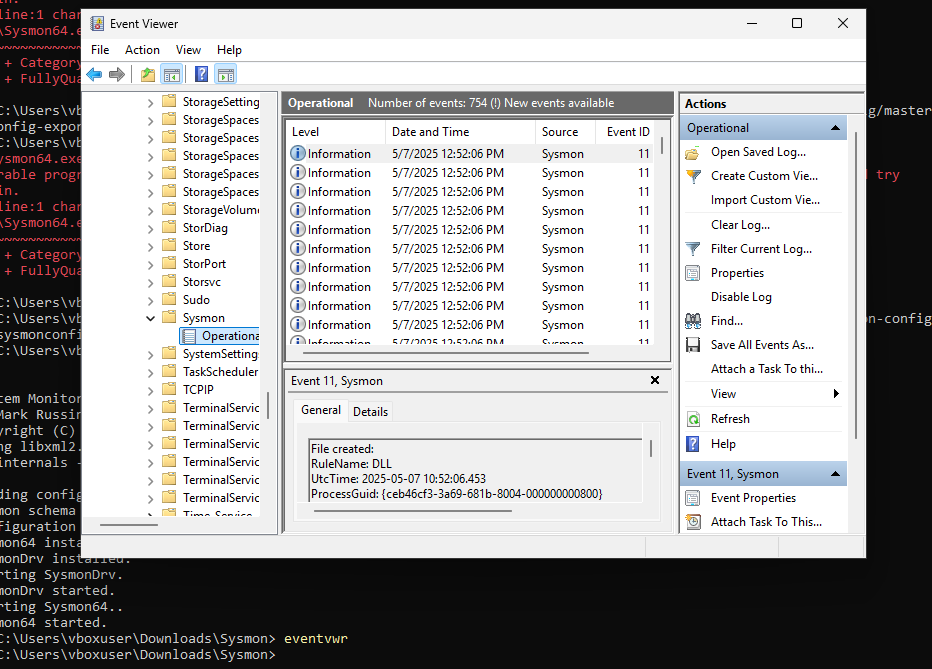 line:1 char
\Sysmon64.e
+ Category
+ FullyQua
C:\Users\vb
onfig-expor
C:\Users\vb
ysmon64.exe
rable progr
in.
line:1 char
\Sysmon64.e
+ Category
+ FullyQua
C:\Users\vb
C:\Users\vb
sysmonconfi
C:\Users\vb
tem Monitor
Mark Russin
yright (C)
ng libxml2.
internals -
ding config
mon schema
figuration
mon64 insta
monDrv installed.
rting SysmonDrv.
monDrv started.
rting Sysmon64..
mon64 started.
C:\Users\vboxuser\Downloads\Sysmon> eventvwr
C:\Users\vboxuser\Downloads\Sysmon>
g/master
try
on-config
Event Viewer
File Action View Help
StorageSetting
StorageSpaces
StorageSpaces
StorageSpaces
StorageSpaces
StorageSpaces
StorageVolume
StorDiag
Store
StorPort
Storsvc
Sudo
Sysmon
Operationa
SystemSetting
TaskScheduler
TCPIP
TerminalServic
TerminalServic
TerminalServic
TerminalServic
TerminalServic
TerminalServic
Time-Service
Operational Number of events: 754 (!) New events available
Level Date and Time Source Event ID
Information 5/7/2025 12:52:06 PM Sysmon 11
Information 5/7/2025 12:52:06 PM Sysmon 11
Information 5/7/2025 12:52:06 PM Sysmon 11
Information 5/7/2025 12:52:06 PM Sysmon 11
Information 5/7/2025 12:52:06 PM Sysmon 11
Information 5/7/2025 12:52:06 PM Sysmon 11
Information 5/7/2025 12:52:06 PM Sysmon 11
Information 5/7/2025 12:52:06 PM Sysmon 11
Information 5/7/2025 12:52:06 PM Sysmon 11
Information 5/7/2025 12:52:06 PM Sysmon 11
Information 5/7/2025 12:52:06 PM Sysmon 11
Event 11, Sysmon
General Details
File created:
RuleName: DLL
UtcTime: 2025-05-07 10:52:06.453
ProcessGuid: {ceb46cf3-3a69-681b-8004-000000000800}
Actions
Operational
Open Saved Log...
Create Custom Vie...
Import Custom Vie...
Clear Log...
Filter Current Log...
Properties
Disable Log
Find...
Save All Events As...
Attach a Task To thi...
View
Refresh
Help
Event 11, Sysmon
Event Properties
Attach Task To This...